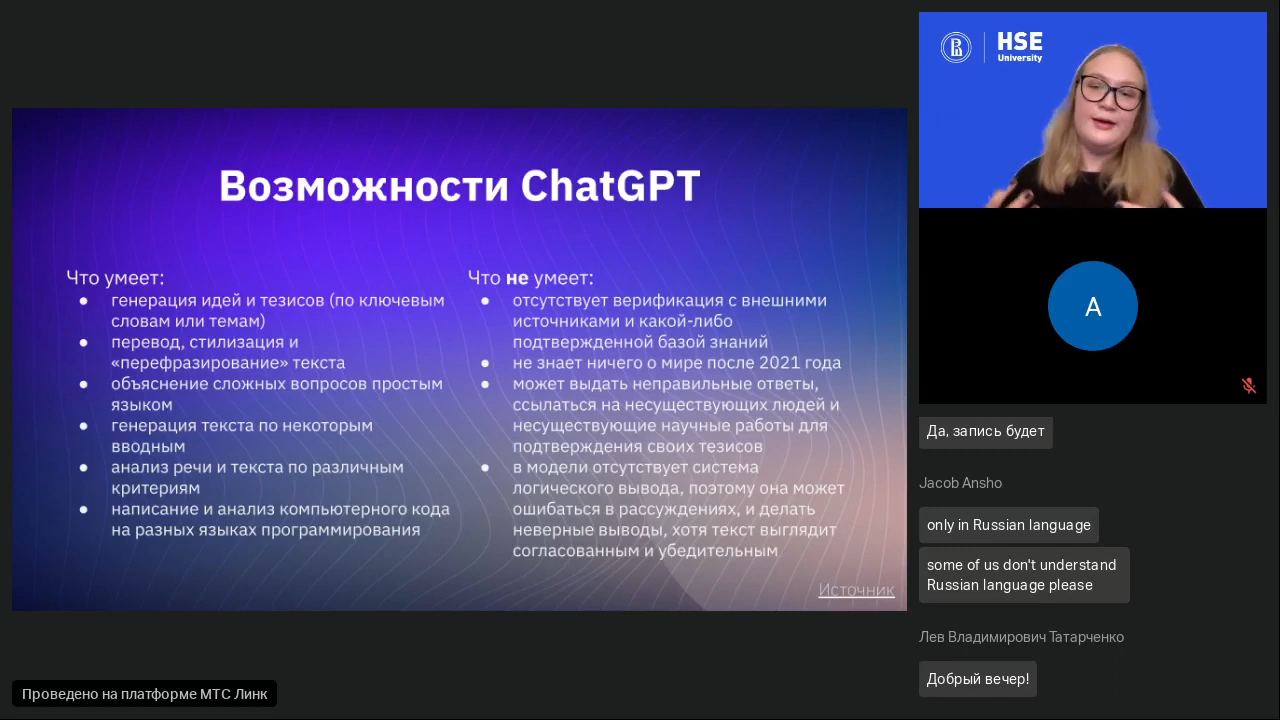 Возможности ChatGPT
Что умеет:
● генерация идей и тезисов (по ключевым
словам или темам)
● перевод, стилизация и
«перефразирование» текста
● объяснение сложных вопросов простым
языком
● генерация текста по некоторым
вводным
● анализ речи и текста по различным
критериям
● написание и анализ компьютерного кода
на разных языках программирования
Что не умеет:
● отсутствует верификация с внешними
источниками и какой-либо
подтвержденной базой знаний
● не знает ничего о мире после 2021 года
● может выдать неправильные ответы,
ссылаться на несуществующих людей и
несуществующие научные работы для
подтверждения своих тезисов
● в модели отсутствует система
логического вывода, поэтому она может
ошибаться в рассуждениях, и делать
неверные выводы, хотя текст выглядит
согласованным и убедительным
Источник
Проведено на платформе МТС Линк
HSE
University
A
Да, запись будет
Jacob Ansho
only in Russian language
some of us don't understand
Russian language please
Лев Владимирович Татарченко
Добрый вечер!